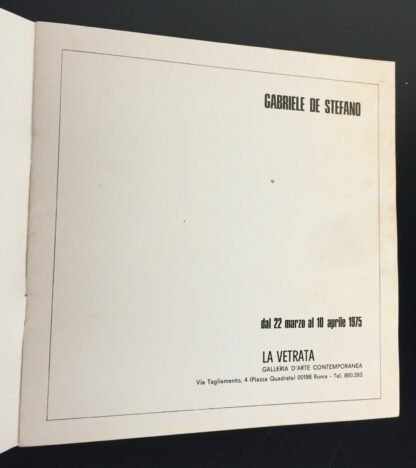 GABRIELE DE STEFANO
dal 22 marzo al 10 aprile 1975
LA VETRATA
GALLERIA D'ARTE CONTEMPORANEA
Via Tagliamento, 4 (Piazza Quadrata) 00198 Roma - Tel. 860.383